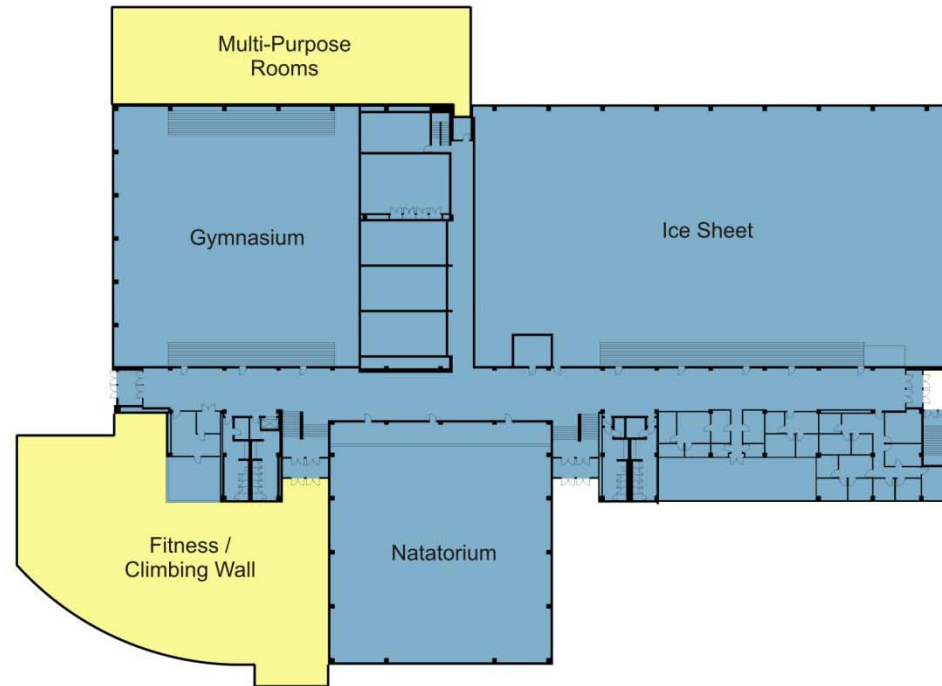 Multi-Purpose
Rooms
Gymnasium
Ice Sheet
Fitness /
Climbing Wall
Natatorium